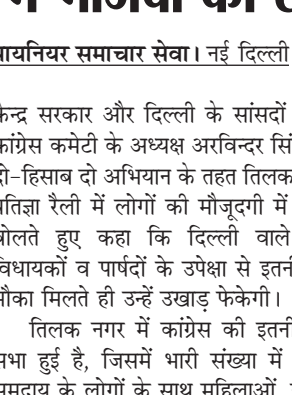 पायनियर समाचार सेवा। नई दिल्ली
केन्द्र सरकार और दिल्ली के सांसदों
कांग्रेस कमेटी के अध्यक्ष अरविन्दर सिं
दो-हिसाब दो अभियान के तहत तिलक
प्रतिज्ञा रैली में लोगों की मौजूदगी में
बोलते हुए कहा कि दिल्ली वाले
विधायकों व पार्षदों के उपेक्षा से इतनी
मौका मिलते ही उन्हें उखाड़ फेकेगी।
तिलक नगर में कांग्रेस की इतनी
सभा हुई है, जिसमें भारी संख्या में
समुदाय के लोगों के साथ महिलाओं